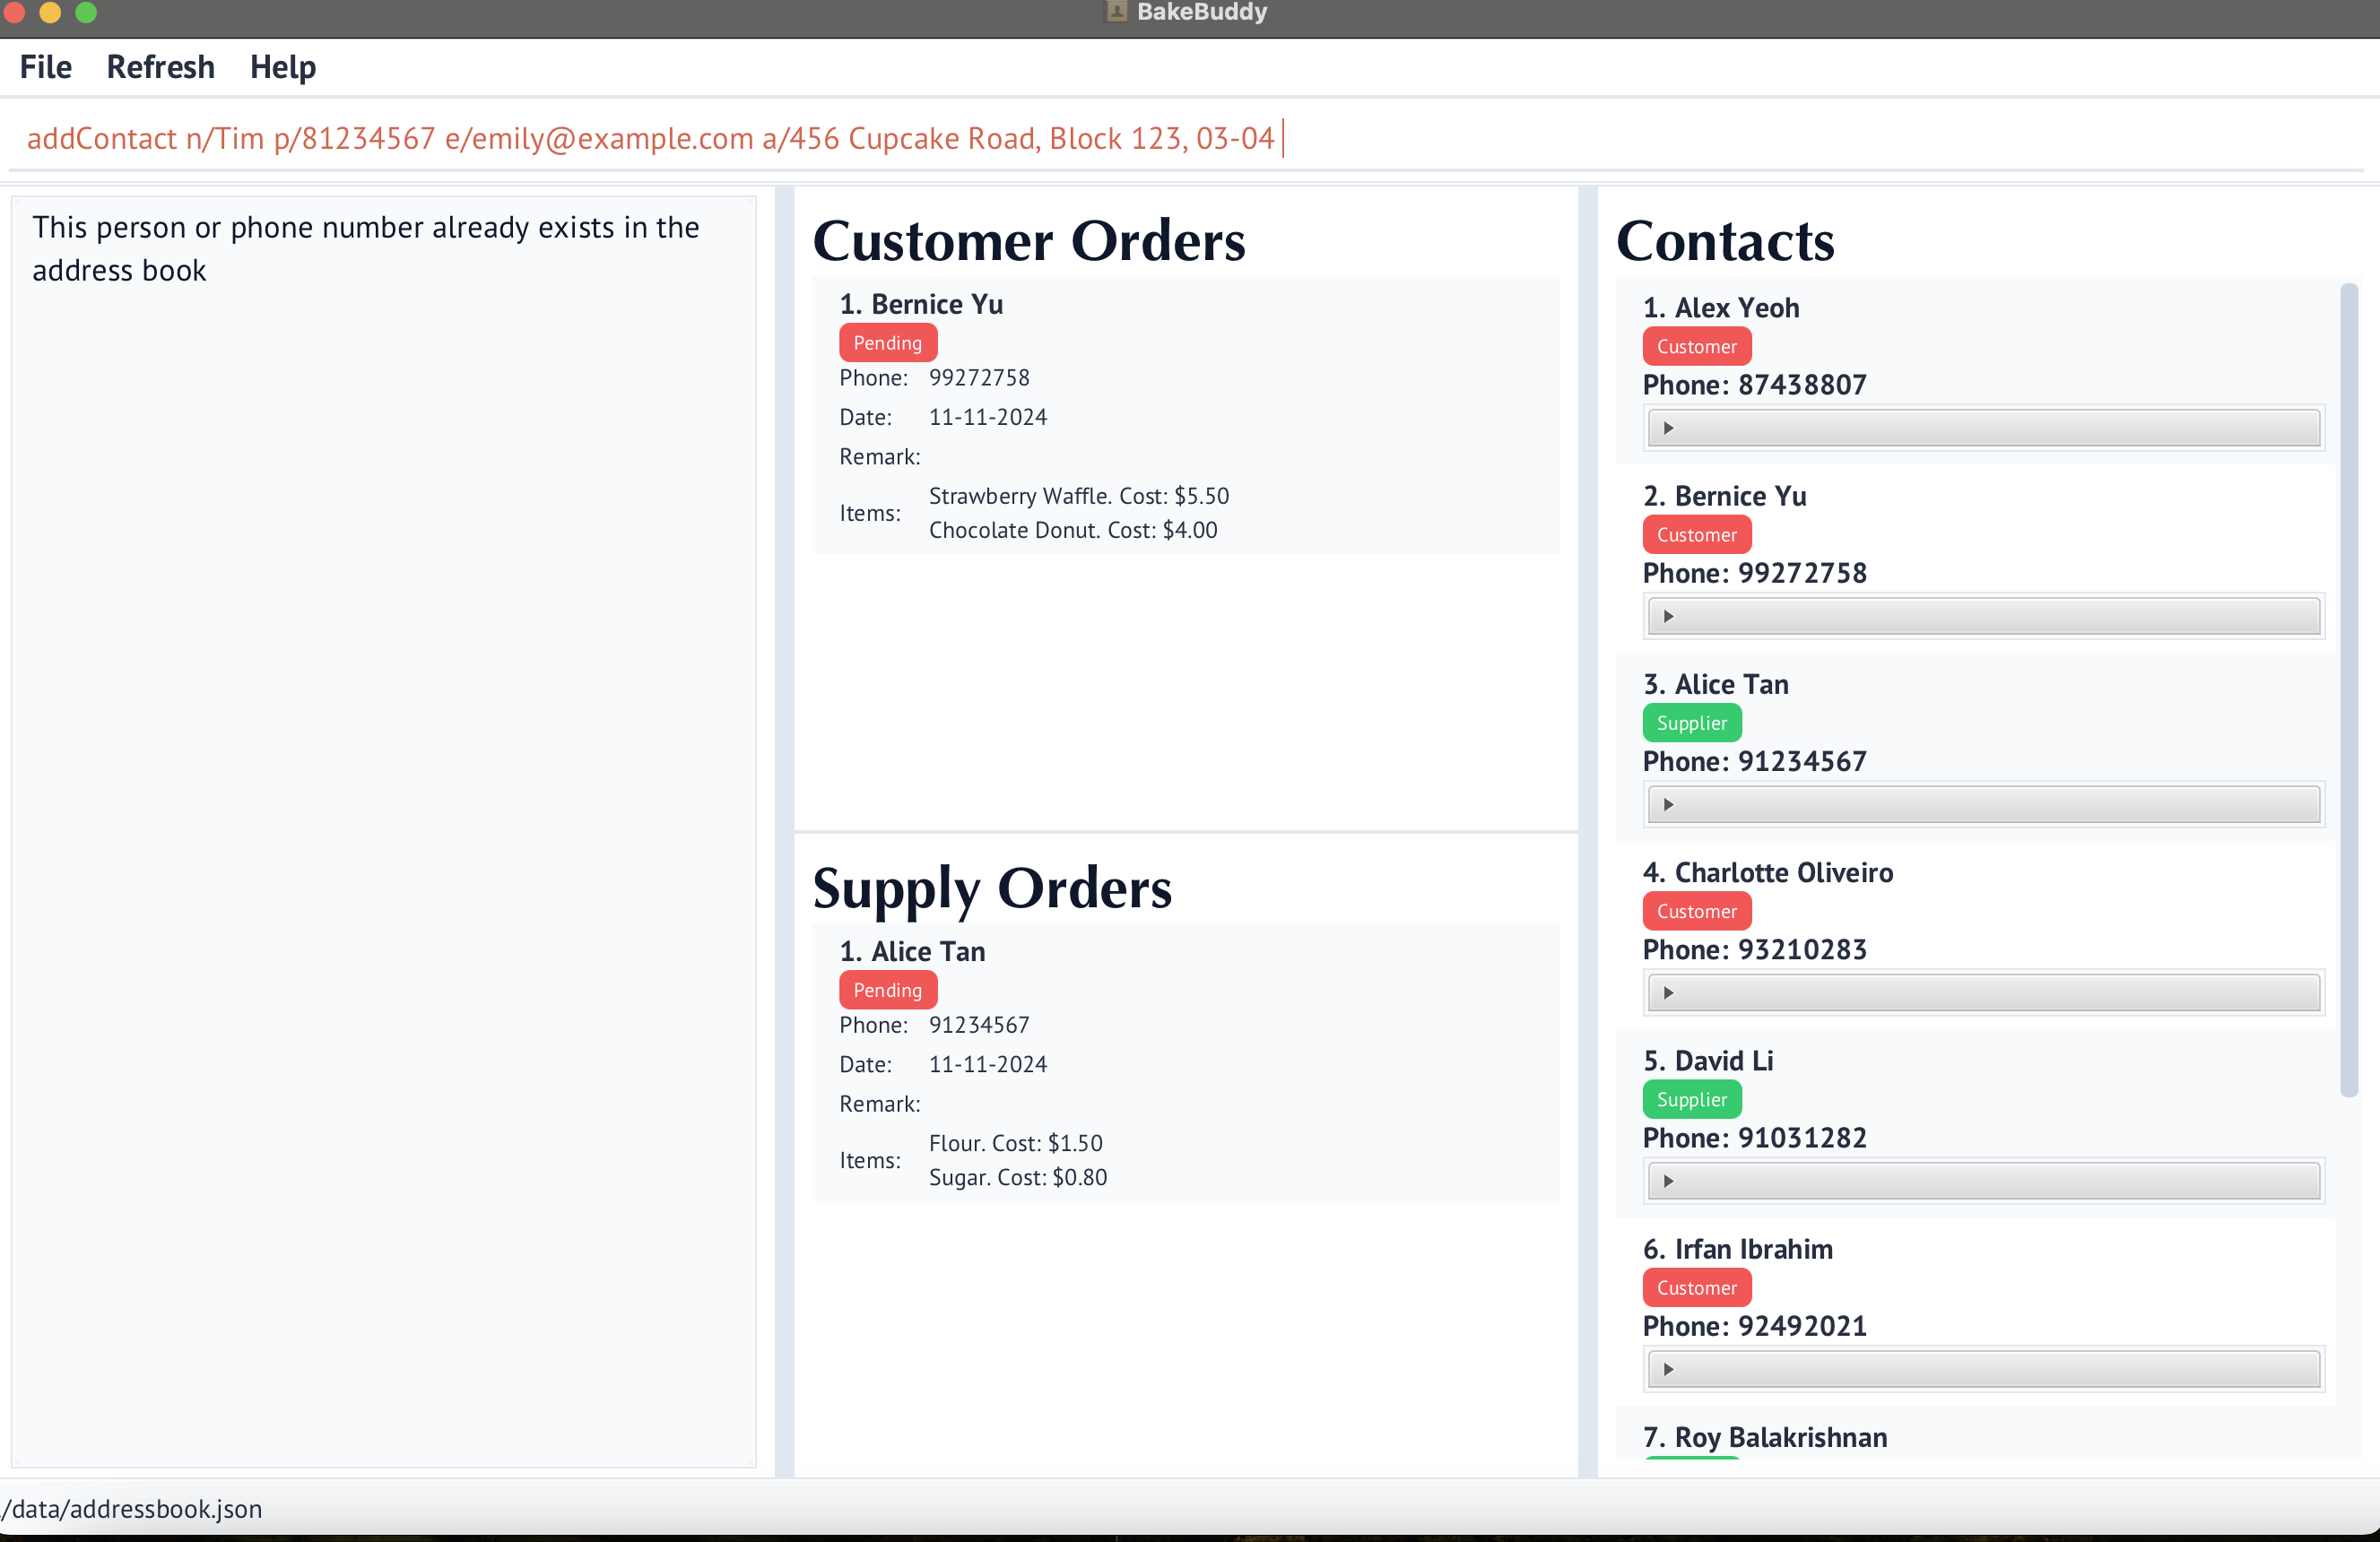 BakeBuddy
File Refresh Help
addContact n/Tim p/81234567 e/emily@example.com a/456 Cupcake Road, Block 123, 03-04
This person or phone number already exists in the
address book
Customer Orders
1. Bernice Yu
Pending
Phone: 99272758
Date: 11-11-2024
Remark:
Items: Strawberry Waffle. Cost: $5.50
Chocolate Donut. Cost: $4.00
Supply Orders
1. Alice Tan
Pending
Phone: 91234567
Date: 11-11-2024
Remark:
Items: Flour. Cost: $1.50
Sugar. Cost: $0.80
Contacts
1. Alex Yeoh
Customer
Phone: 87438807
2. Bernice Yu
Customer
Phone: 99272758
3. Alice Tan
Supplier
Phone: 91234567
4. Charlotte Oliveiro
Customer
Phone: 93210283
5. David Li
Supplier
Phone: 91031282
6. Irfan Ibrahim
Customer
Phone: 92492021
7. Roy Balakrishnan
/data/addressbook.json